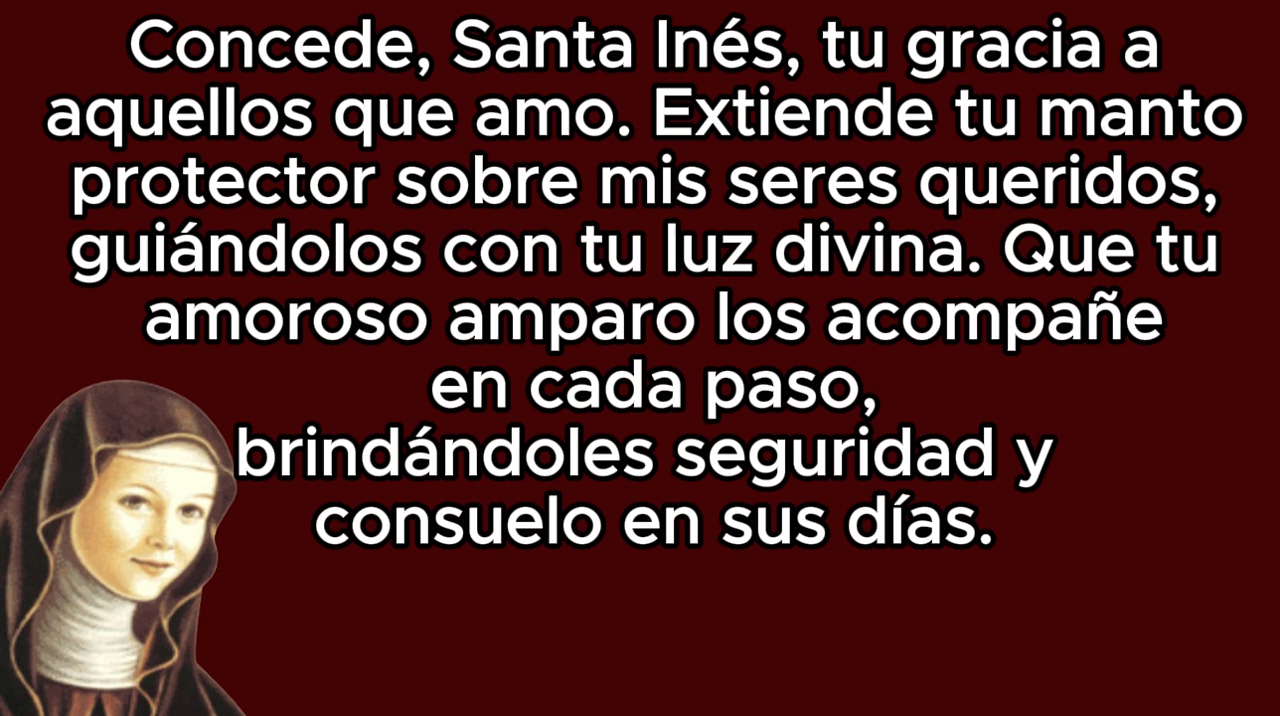 Concede, Santa Inés, tu gracia a
aquellos que amo. Extiende tu manto
protector sobre mis seres queridos,
guiándolos con tu luz divina. Que tu
amoroso amparo los acompañe
en cada paso,
brindándoles seguridad y
consuelo en sus días.